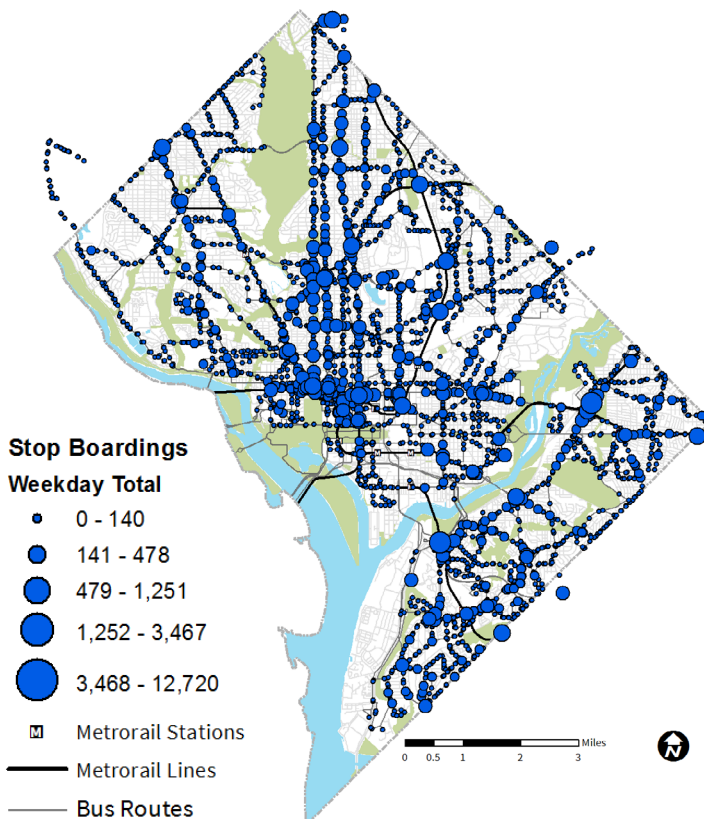 Stop Boardings
Weekday Total
0 - 140
141 - 478
479 - 1,251
1,252 - 3,467
3,468 - 12,720
M Metrorail Stations
Metrorail Lines
Bus Routes
Miles
0 0.5 1 2 3
N
M M